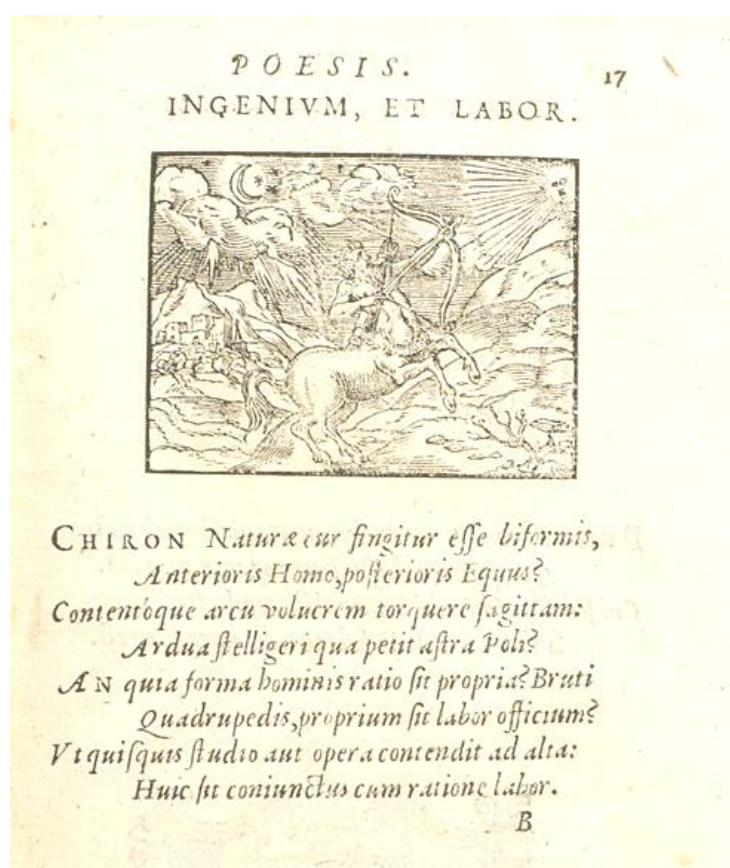 POESIS.
17
INGENIVM, ET LABOR.
CHIRON Naturæ cur fingitur eſſe biformis,
Anterioris Homo, poſterioris Equus?
Contentóque arcu volucrem torquere ſagittam:
Ardua ſtelligeri qua petit aſtra Poli?
AN quia forma hominis ratio ſit propria? Bruti
Quadrupedis, proprium ſit labor officium?
Vt quiſquis ſtudio aut opera contendit ad alta:
Huic ſit coniunctus cum ratione labor.
B